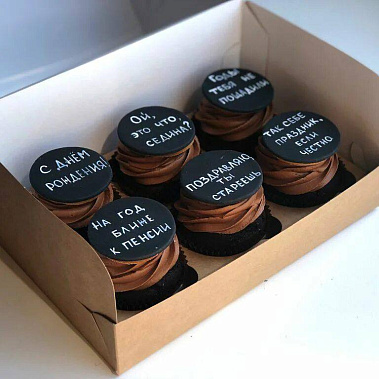 Годы
тебя не
пощадили
Ой,
это что,
седина?
Так себе
праздник,
если
честно
С днём
рождения!
Поздравляю,
ты
стареешь
На год
ближе
к пенсии